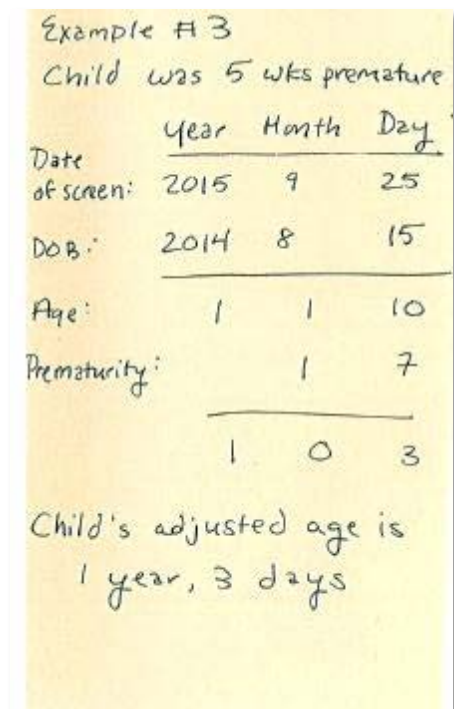 Example #3
Child was 5 wks premature
Year Month Day
Date
of screen: 2015 9 25
DOB: 2014 8 15
Age: 1 1 10
Prematurity: 1 7
1 0 3
Child's adjusted age is
1 year, 3 days